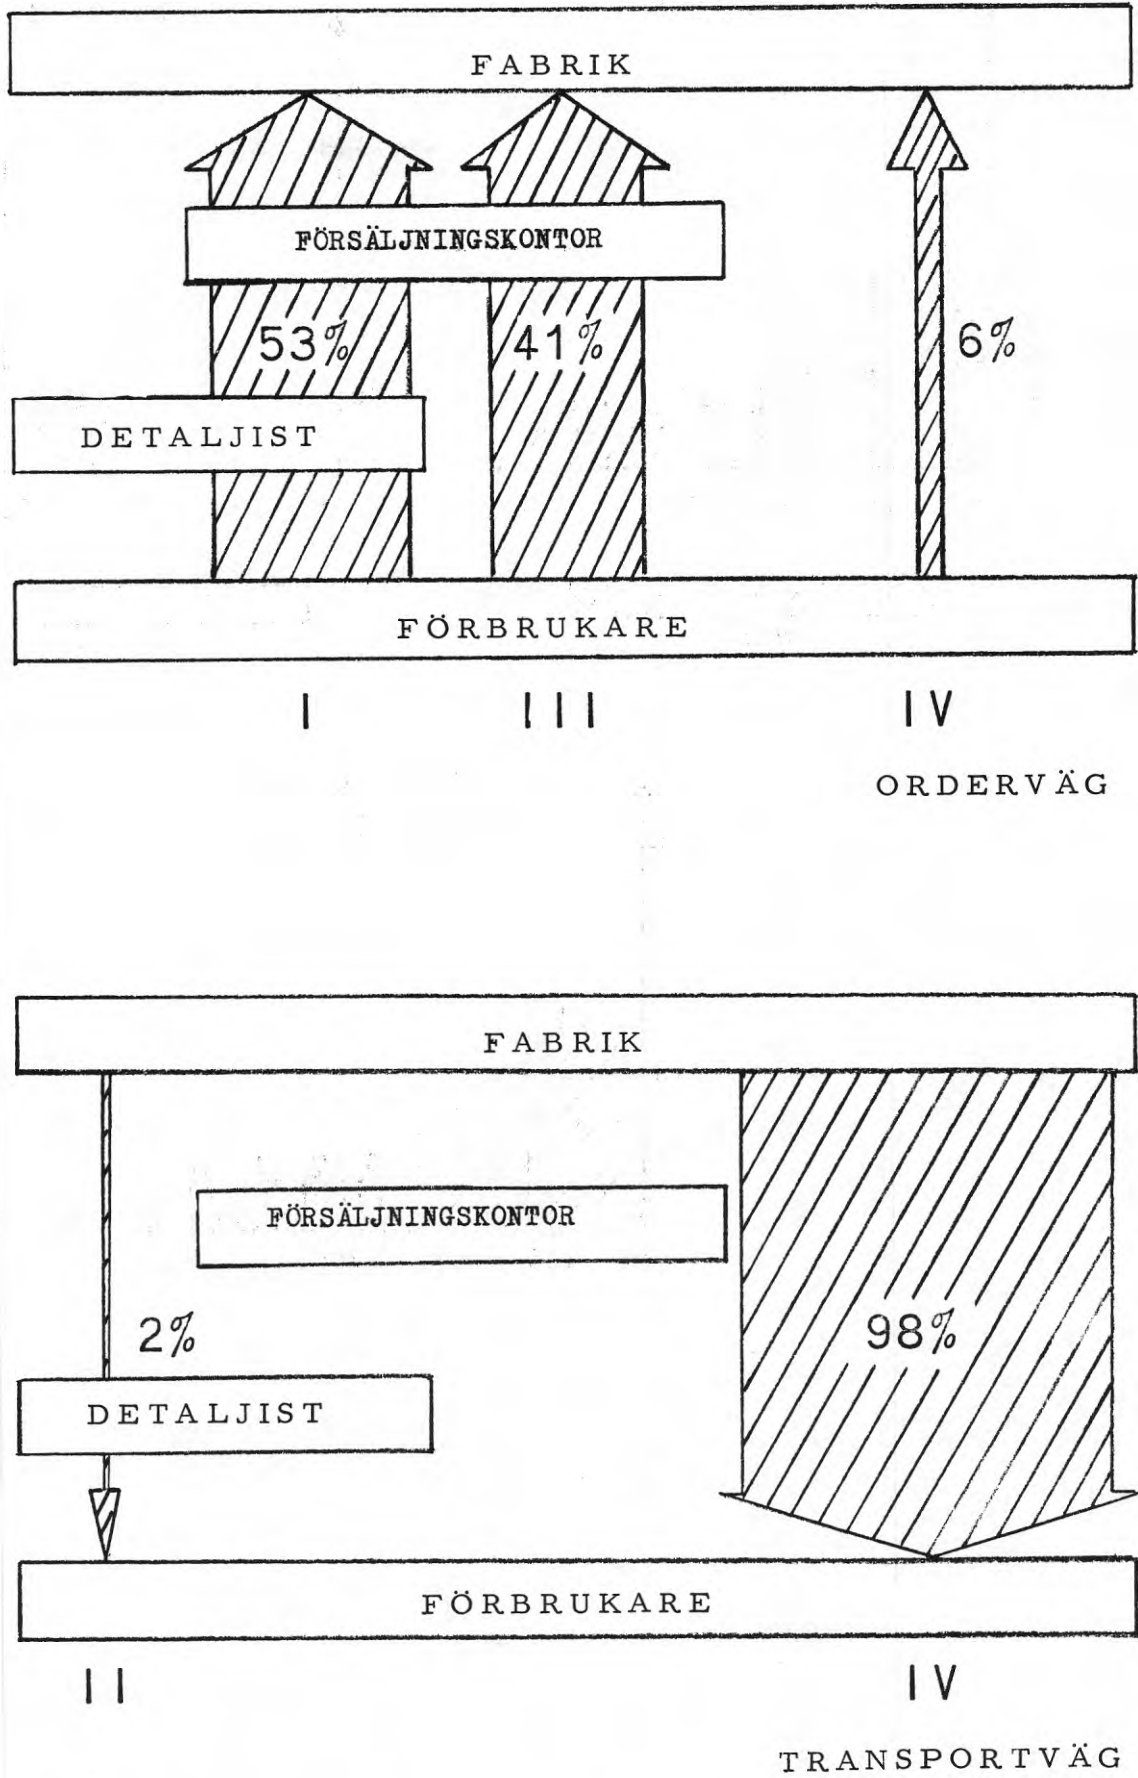 FABRIK
FÖRSÄLJNINGSKONTOR
53% 41% 6%
DETALJIST
FÖRBRUKARE
I III IV
ORDERVÄG
FABRIK
FÖRSÄLJNINGSKONTOR
2% 98%
DETALJIST
FÖRBRUKARE
II IV
TRANSPORTVÄG